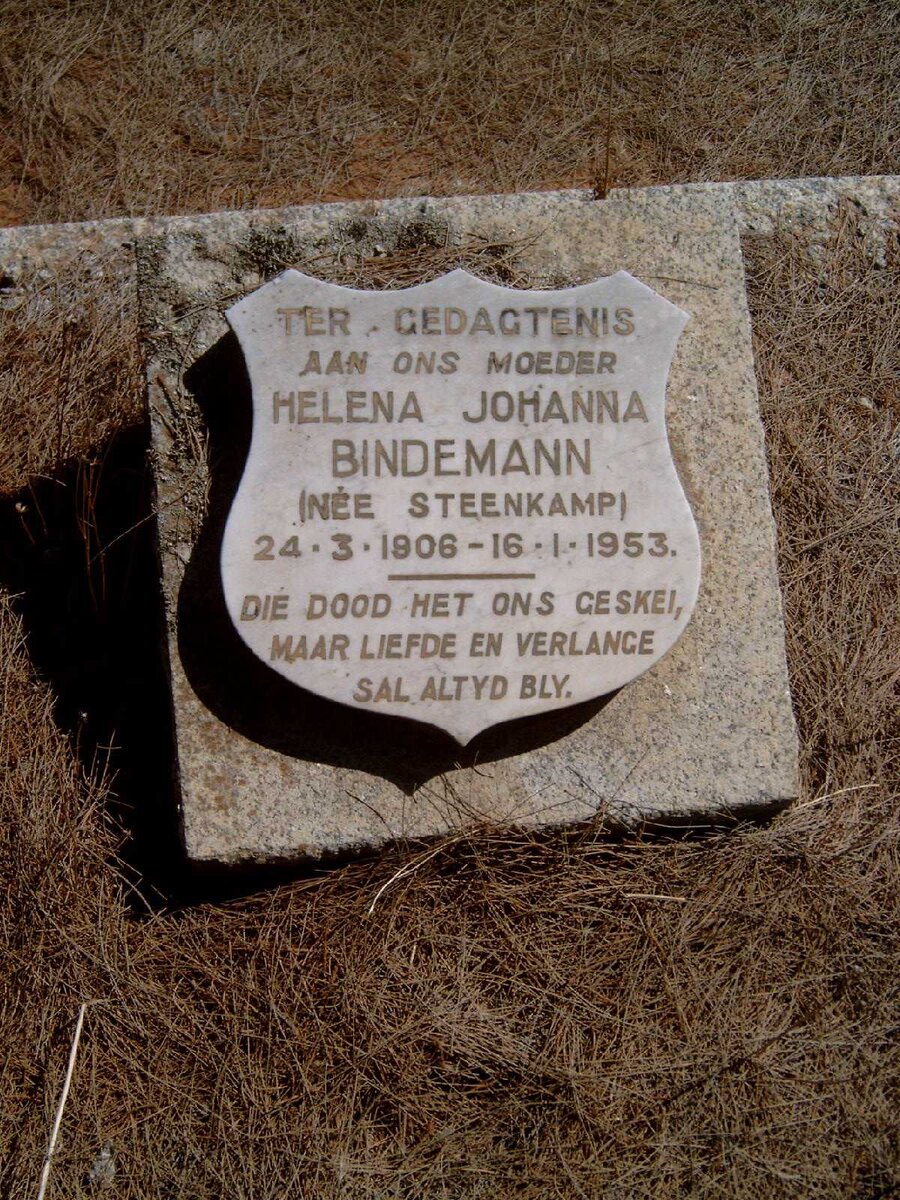 TER GEDAGTENIS
AAN ONS MOEDER
HELENA JOHANNA
BINDEMANN
(NÉE STEENKAMP)
24·3·1906-16·1·1953.
DIE DOOD HET ONS GESKEI,
MAAR LIEFDE EN VERLANGE
SAL ALTYD BLY.